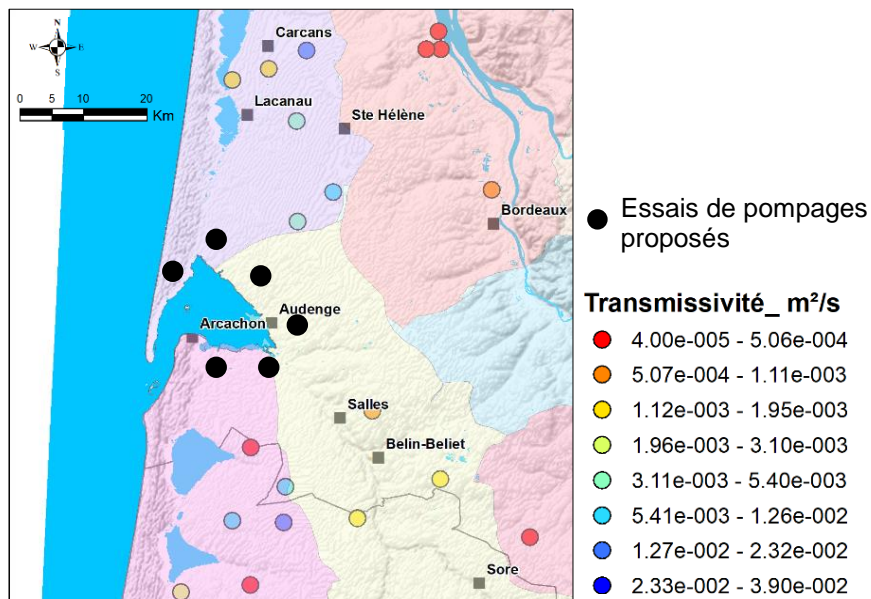 N
W E
S
0 5 10 20
Km
Carcans
Lacanau
Ste Hélène
Bordeaux
Audenge
Arcachon
Salles
Belin-Beliet
Sore
Essais de pompages
proposés
Transmissivité_ m²/s
4.00e-005 - 5.06e-004
5.07e-004 - 1.11e-003
1.12e-003 - 1.95e-003
1.96e-003 - 3.10e-003
3.11e-003 - 5.40e-003
5.41e-003 - 1.26e-002
1.27e-002 - 2.32e-002
2.33e-002 - 3.90e-002